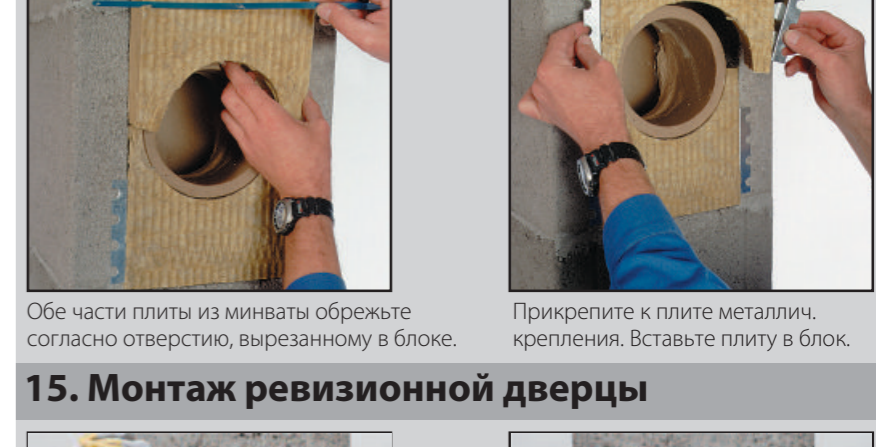 Обе части плиты из минваты обрежьте
согласно отверстию, вырезанному в блоке.
Прикрепите к плите металлич.
крепления. Вставьте плиту в блок.
15. Монтаж ревизионной дверцы